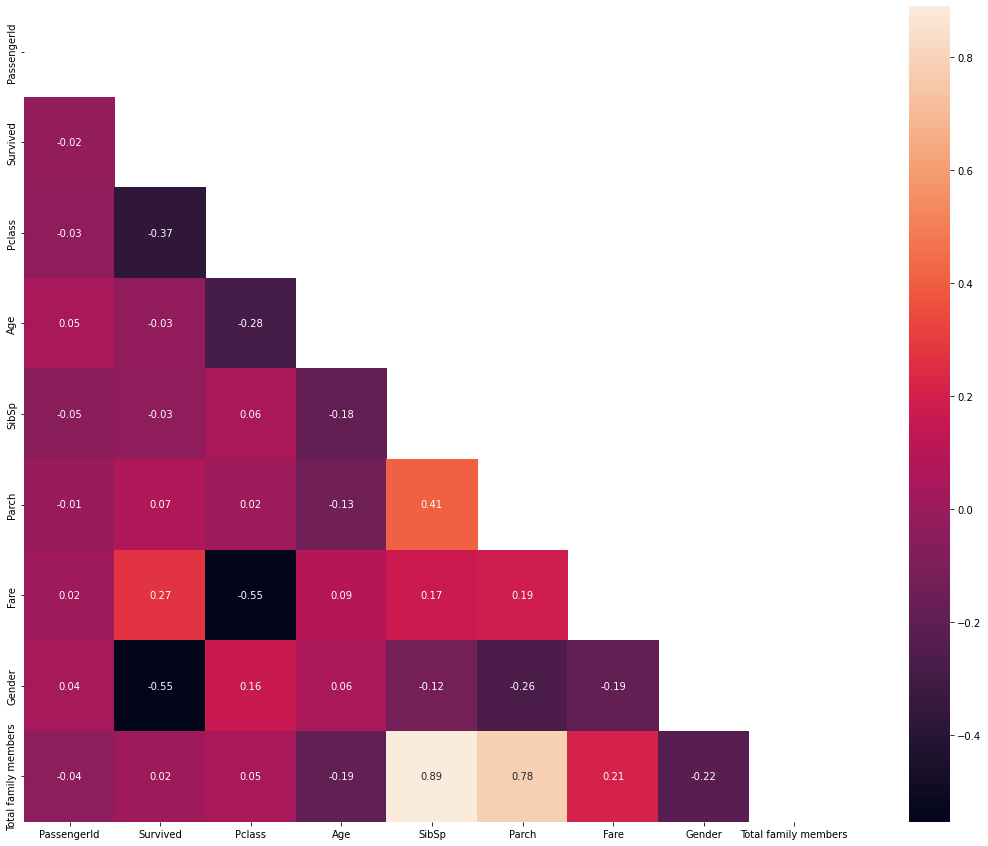 PassengerId
Survived -0.02
Pclass -0.03 -0.37
Age 0.05 -0.03 -0.28
SibSp -0.05 -0.03 0.06 -0.18
Parch -0.01 0.07 0.02 -0.13 0.41
Fare 0.02 0.27 -0.55 0.09 0.17 0.19
Gender 0.04 -0.55 0.16 0.06 -0.12 -0.26 -0.19
Total family members -0.04 0.02 0.05 -0.19 0.89 0.78 0.21 -0.22
PassengerId Survived Pclass Age SibSp Parch Fare Gender Total family members
0.8
0.6
0.4
0.2
0.0
−0.2
−0.4